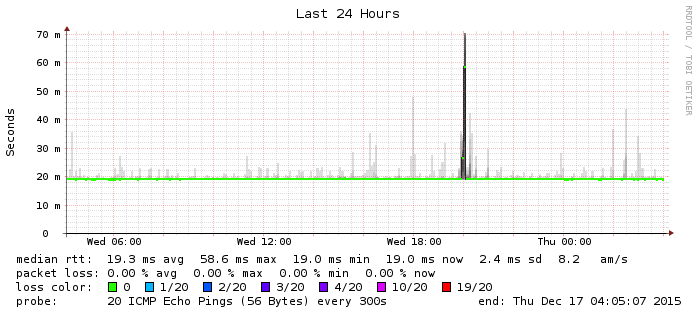 Last 24 Hours
RRDTOOL / TOBI OETIKER
Seconds
70 m
60 m
50 m
40 m
30 m
20 m
10 m
0
Wed 06:00 Wed 12:00 Wed 18:00 Thu 00:00
median rtt: 19.3 ms avg 58.6 ms max 19.0 ms min 19.0 ms now 2.4 ms sd 8.2 am/s
packet loss: 0.00 % avg 0.00 % max 0.00 % min 0.00 % now
loss color: 0 1/20 2/20 3/20 4/20 10/20 19/20
probe: 20 ICMP Echo Pings (56 Bytes) every 300s end: Thu Dec 17 04:05:07 2015